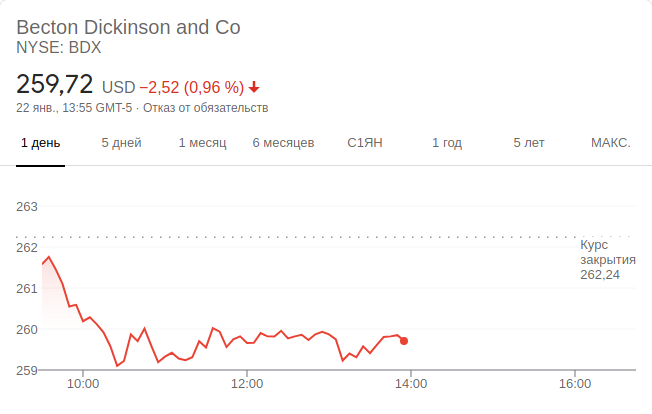 Becton Dickinson and Co
NYSE: BDX
259,72 USD −2,52 (0,96 %)
22 янв., 13:55 GMT-5 · Отказ от обязательств
1 день 5 дней 1 месяц 6 месяцев С1ЯН 1 год 5 лет МАКС.
263
262
261
260
259
Курс
закрытия
262,24
10:00 12:00 14:00 16:00